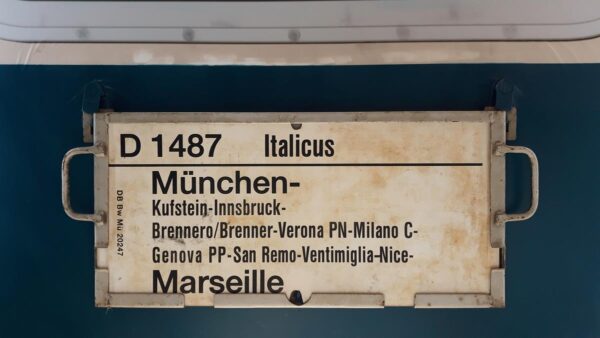 D 1487 Italicus
München-
Kufstein-Innsbruck-
Brennero/Brenner-Verona PN-Milano C-
Genova PP-San Remo-Ventimiglia-Nice-
Marseille
DB Bw Mü 20247